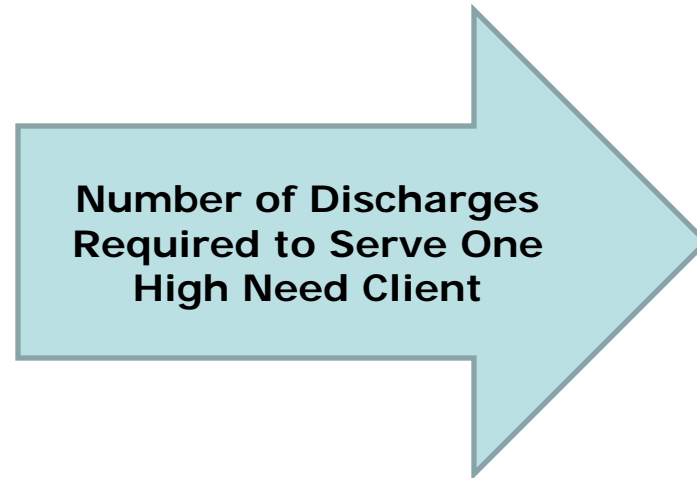 Number of Discharges
Required to Serve One
High Need Client